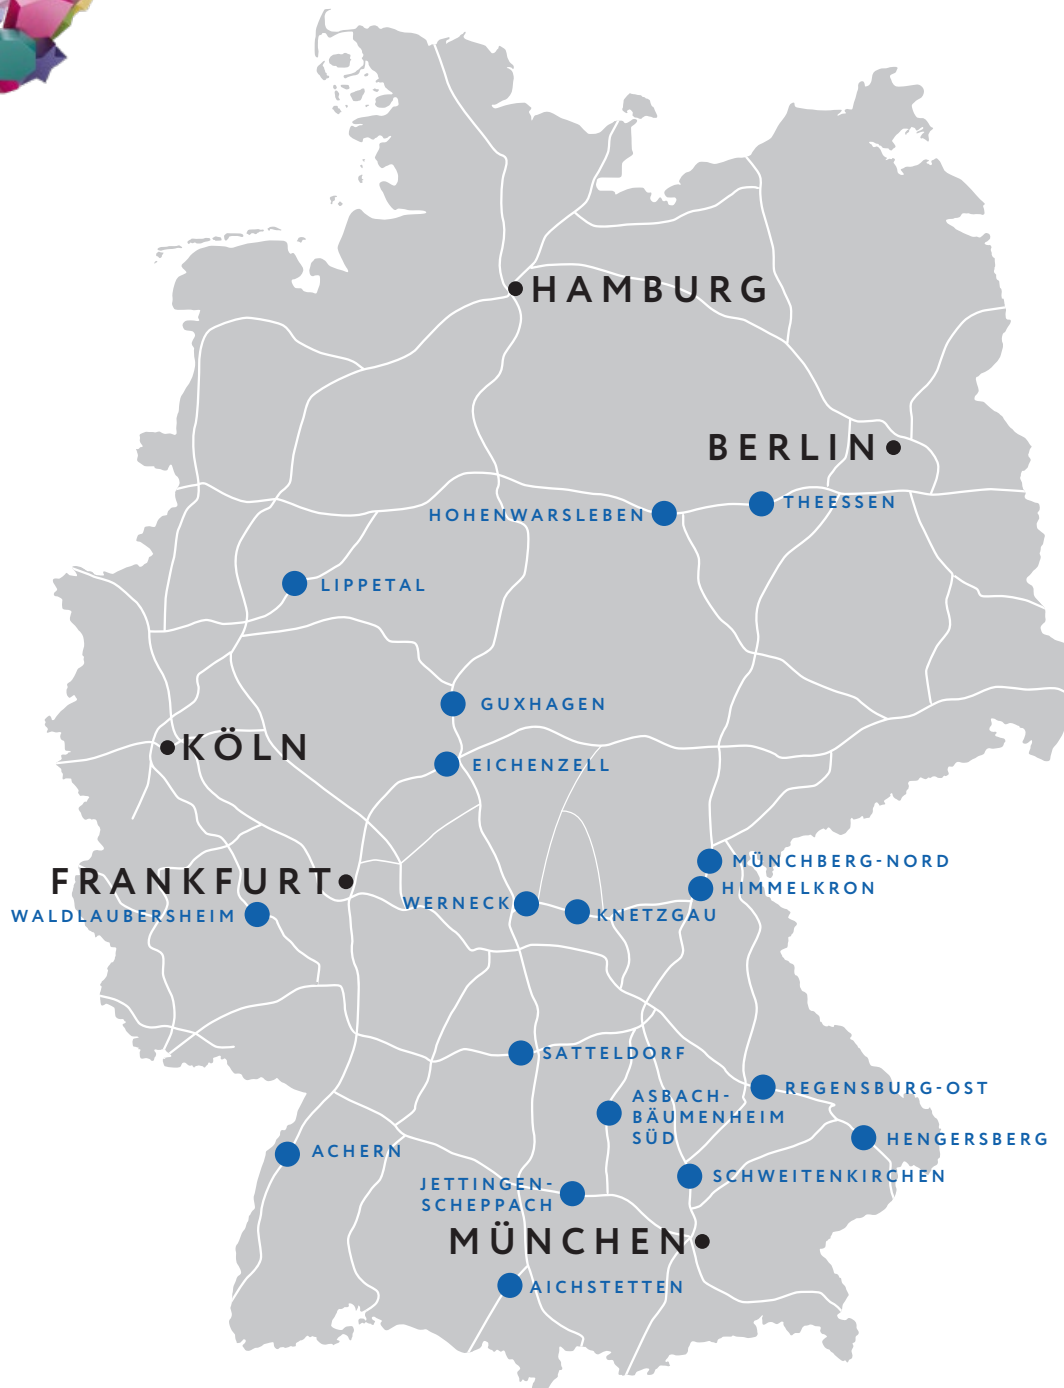 HAMBURG
BERLIN
THEESSEN
HOHENWARSLEBEN
LIPPETAL
GUXHAGEN
KÖLN
EICHENZELL
MÜNCHBERG-NORD
FRANKFURT
HIMMELKRON
WERNECK
WALDLAUBERSHEIM
KNETZGAU
SATTELDORF
REGENSBURG-OST
ASBACH-
BÄUMENHEIM
SÜD
HENGERSBERG
ACHERN
SCHWEITENKIRCHEN
JETTINGEN-
SCHEPPACH
MÜNCHEN
AICHSTETTEN